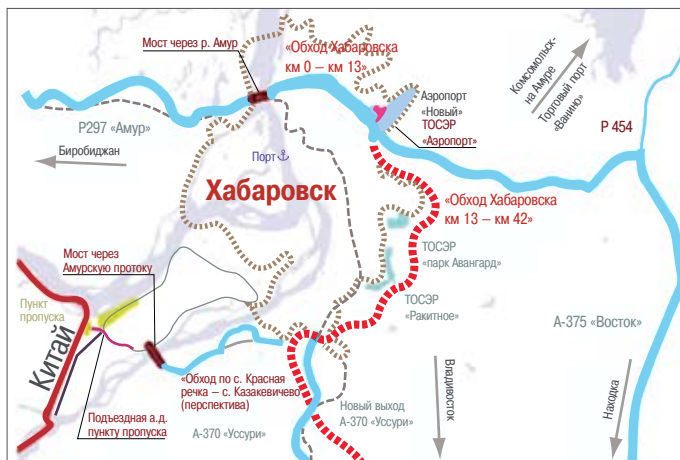 Мост через р. Амур
«Обход Хабаровска
км 0 – км 13»
Комсомольск-
на Амуре
Торговый порт
«Ванино»
Аэропорт
«Новый»
ТОСЭР
«Аэропорт»
Р297 «Амур»
Биробиджан
Р 454
Порт
Хабаровск
«Обход Хабаровска
км 13 – км 42»
Мост через
Амурскую протоку
ТОСЭР
«парк Авангард»
Пункт
пропуска
ТОСЭР
«Ракитное»
Китай
А-375 «Восток»
«Обход по с. Красная
речка – с. Казакевичево
(перспектива)
Владивосток
Находка
Подъездная а.д.
пункту пропуска
Новый выход
А-370 «Уссури»
А-370 «Уссури»